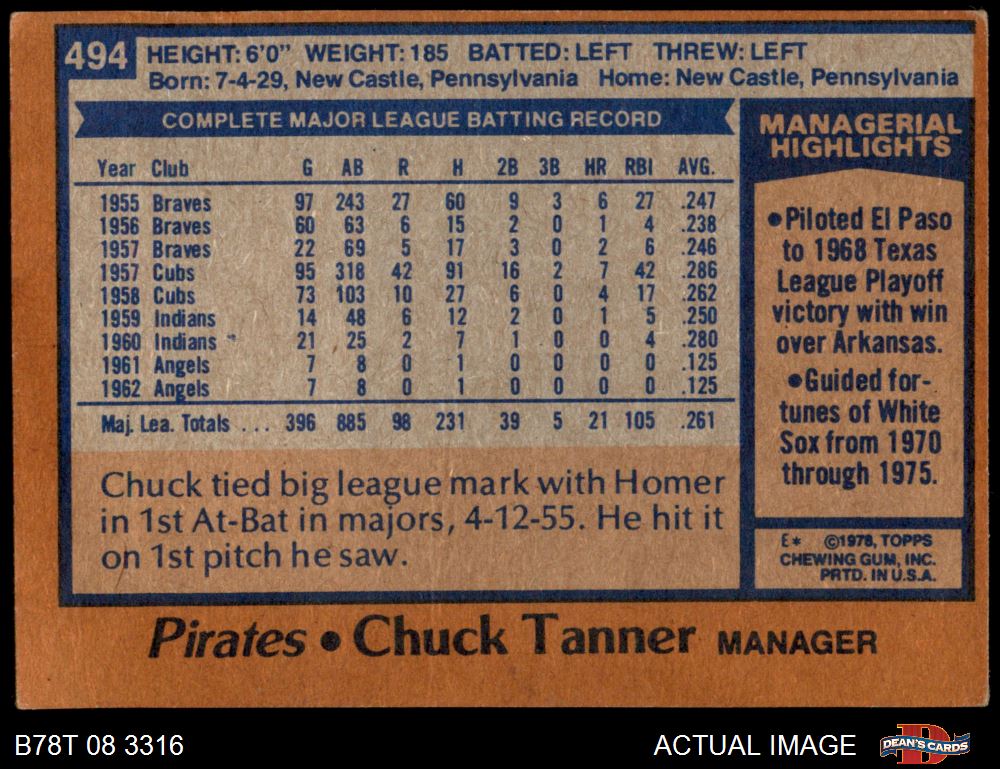 494 HEIGHT: 6'0" WEIGHT: 185 BATTED: LEFT THREW: LEFT
Born: 7-4-29, New Castle, Pennsylvania Home: New Castle, Pennsylvania
COMPLETE MAJOR LEAGUE BATTING RECORD
Year Club G AB R H 2B 3B HR RBI AVG.
1955 Braves 97 243 27 60 9 3 6 27 .247
1956 Braves 60 63 6 15 2 0 1 4 .238
1957 Braves 22 69 5 17 3 0 2 6 .246
1957 Cubs 95 318 42 91 16 2 7 42 .286
1958 Cubs 73 103 10 27 6 0 4 17 .262
1959 Indians 14 48 6 12 2 0 1 5 .250
1960 Indians 21 25 2 7 1 0 0 4 .280
1961 Angels 7 8 0 1 0 0 0 0 .125
1962 Angels 7 8 0 1 0 0 0 0 .125
Maj. Lea. Totals ... 396 885 98 231 39 5 21 105 .261
Chuck tied big league mark with Homer
in 1st At-Bat in majors, 4-12-55. He hit it
on 1st pitch he saw.
MANAGERIAL
HIGHLIGHTS
•Piloted El Paso
to 1968 Texas
League Playoff
victory with win
over Arkansas.
•Guided for-
tunes of White
Sox from 1970
through 1975.
E* ©1978, TOPPS
CHEWING GUM, INC.
PRTD. IN U.S.A.
Pirates • Chuck Tanner MANAGER
B78T 08 3316
ACTUAL IMAGE
DEAN'S CARDS